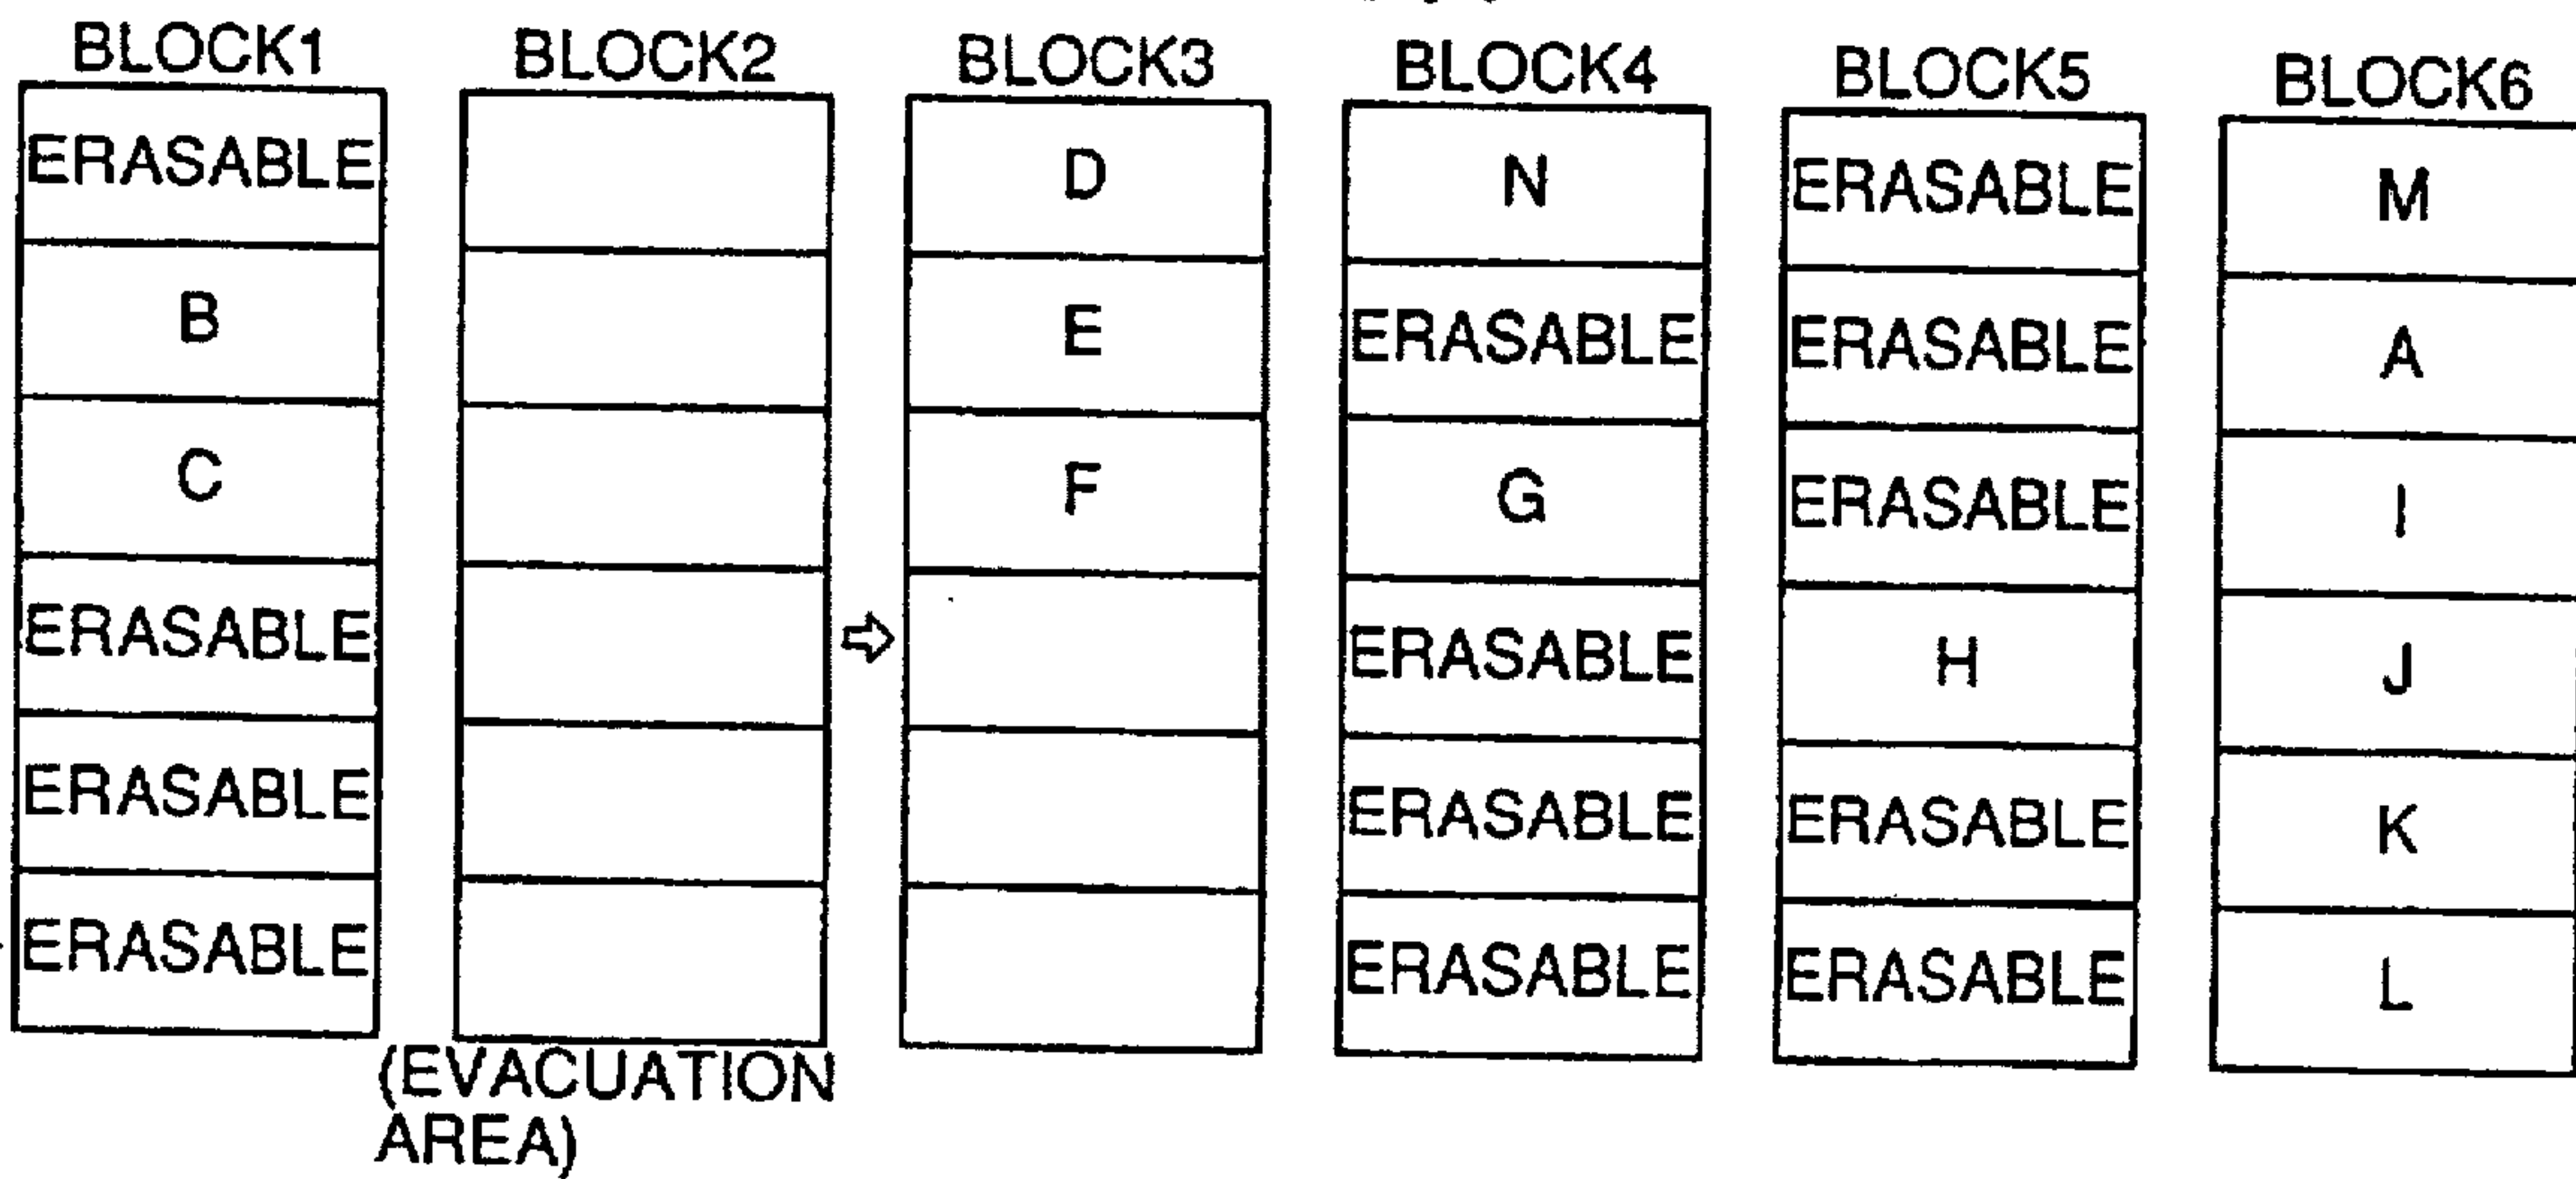 BLOCK1 BLOCK2 BLOCK3 BLOCK4 BLOCK5 BLOCK6
ERASABLE D N ERASABLE M
B E ERASABLE ERASABLE A
C F G ERASABLE I
ERASABLE ERASABLE H J
ERASABLE ERASABLE ERASABLE K
ERASABLE ERASABLE ERASABLE L
(EVACUATION
AREA)